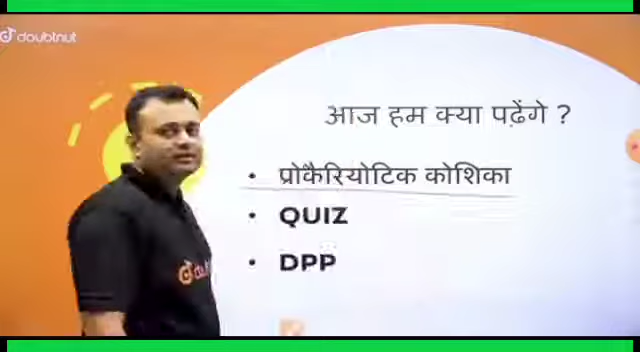 doubtnut
आज हम क्या पढ़ेंगे ?
• प्रोकैरियोटिक कोशिका
• QUIZ
• DPP